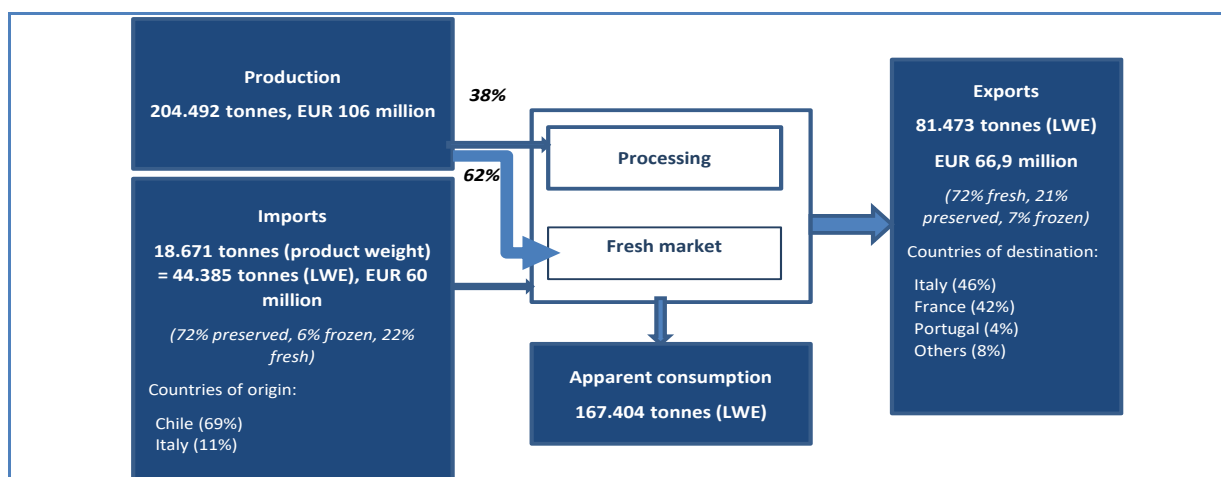 Production
204.492 tonnes, EUR 106 million
Imports
18.671 tonnes (product weight)
= 44.385 tonnes (LWE), EUR 60
million
(72% preserved, 6% frozen, 22%
fresh)
Countries of origin:
Chile (69%)
Italy (11%)
38%
62%
Processing
Fresh market
Apparent consumption
167.404 tonnes (LWE)
Exports
81.473 tonnes (LWE)
EUR 66,9 million
(72% fresh, 21%
preserved, 7% frozen)
Countries of destination:
Italy (46%)
France (42%)
Portugal (4%)
Others (8%)